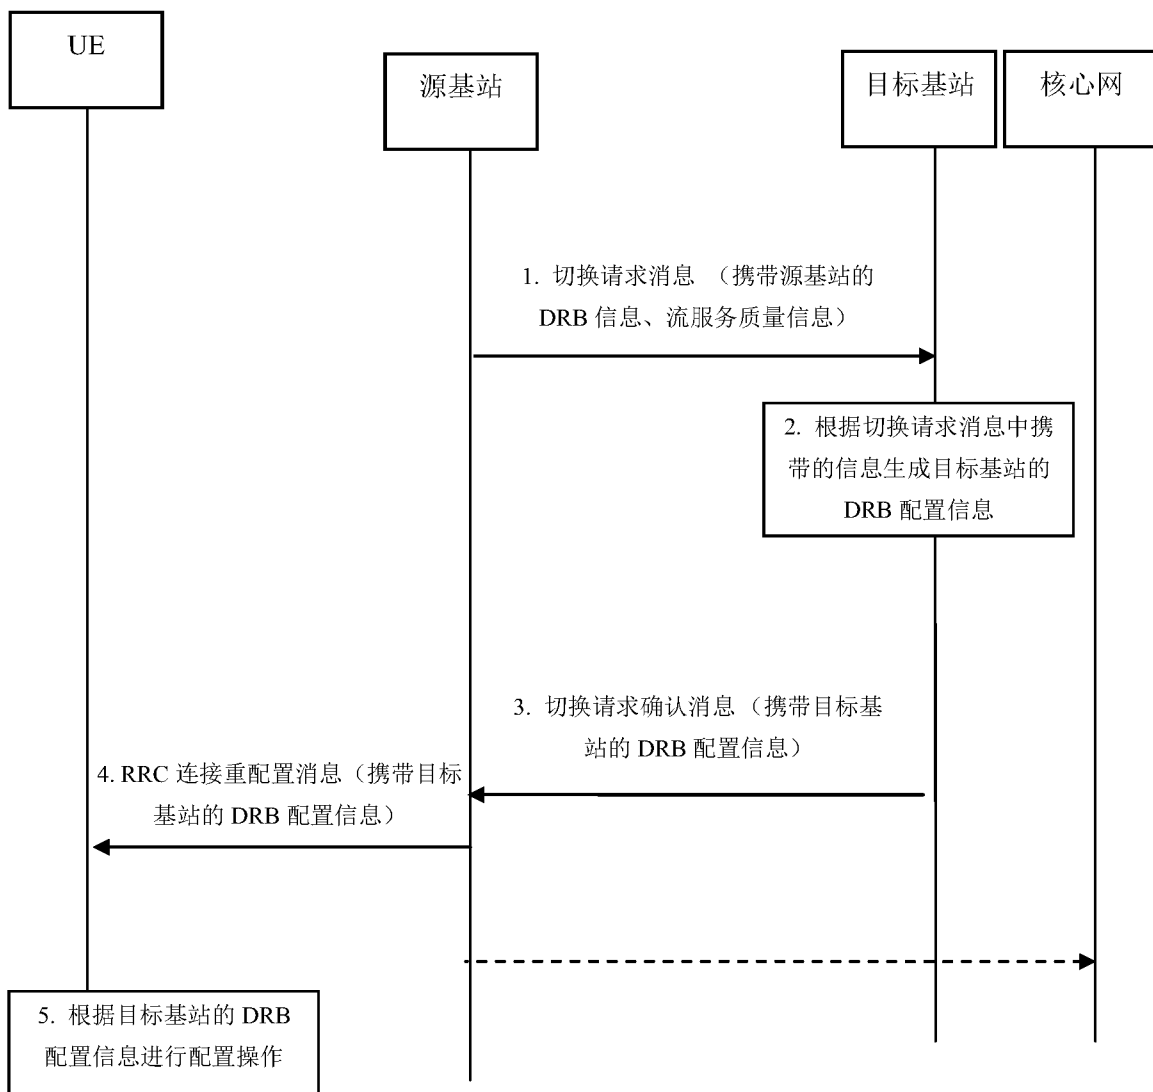 UE
源基站
目标基站
核心网
1. 切换请求消息 （携带源基站的
DRB 信息、流服务质量信息）
2. 根据切换请求消息中携
带的信息生成目标基站的
DRB 配置信息
3. 切换请求确认消息（携带目标基
站的 DRB 配置信息）
4. RRC 连接重配置消息（携带目标
基站的 DRB 配置信息）
5. 根据目标基站的 DRB
配置信息进行配置操作